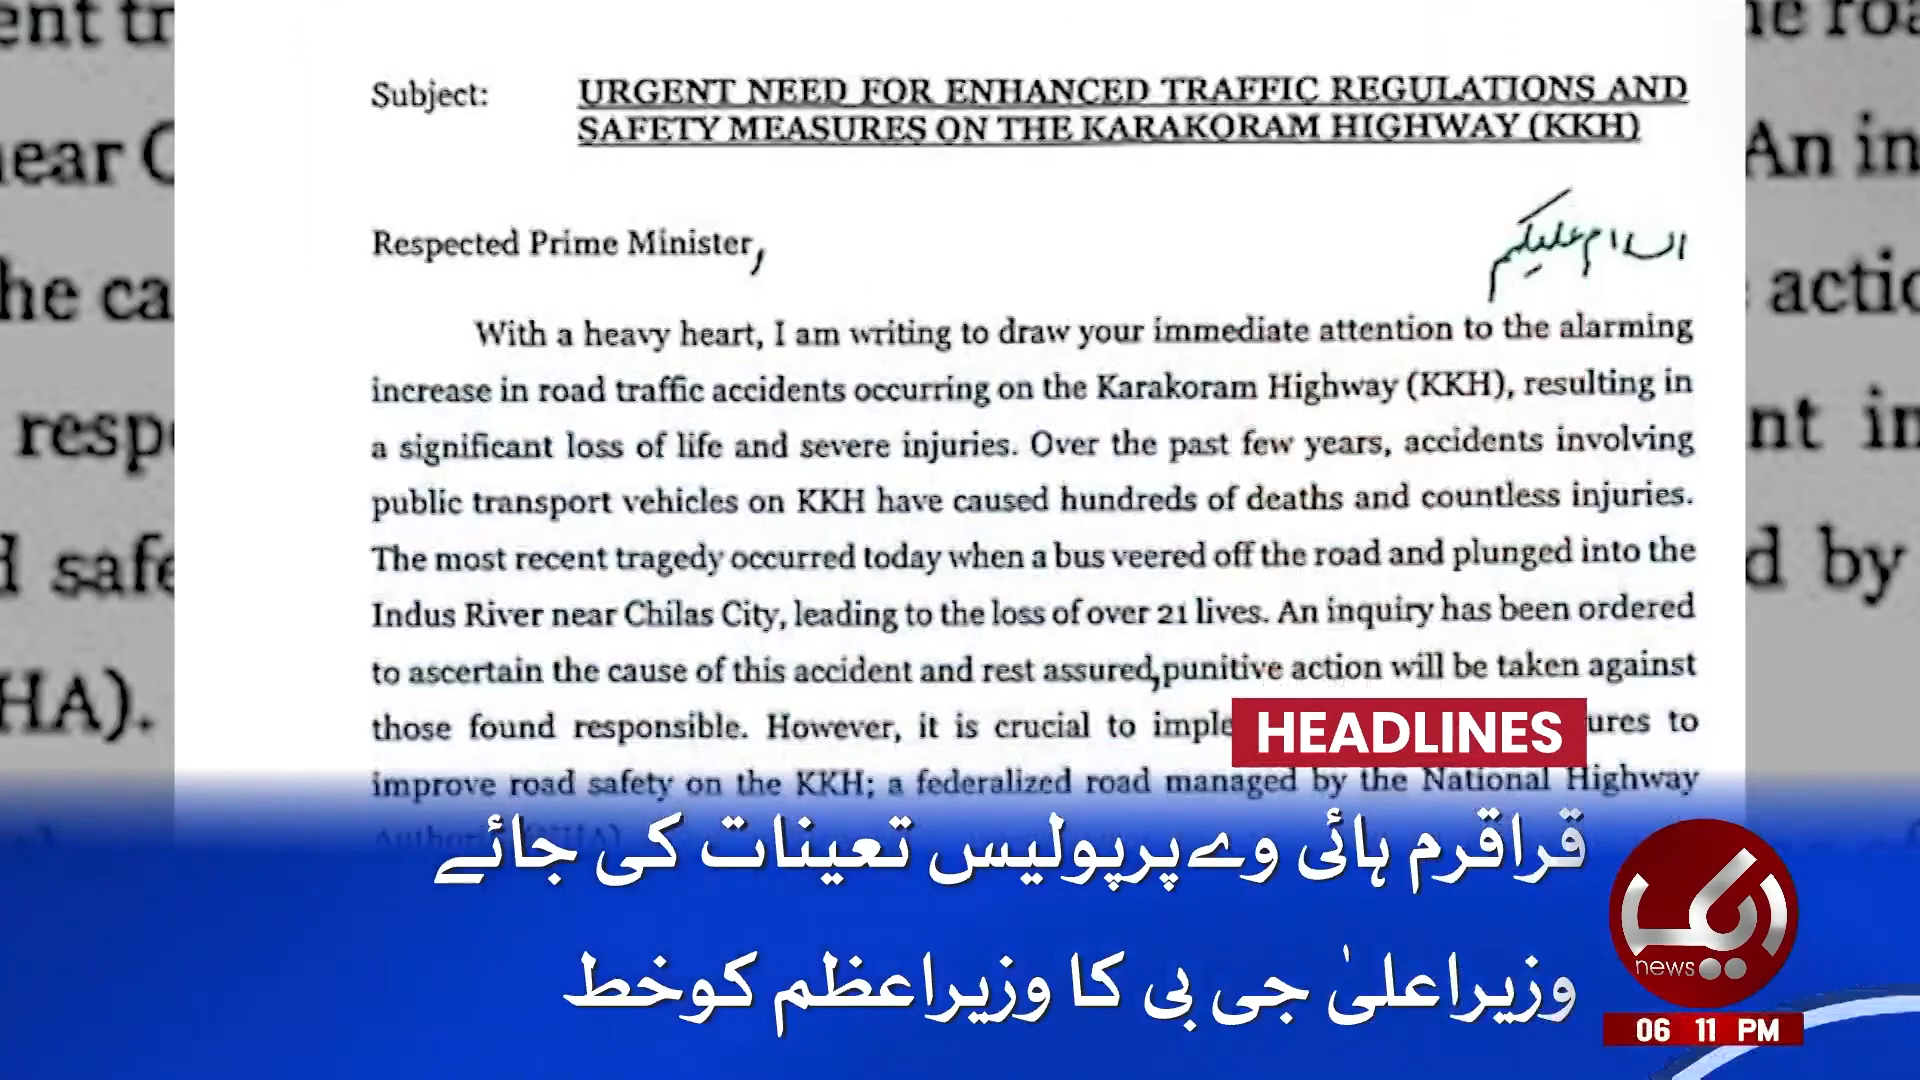 Subject: URGENT NEED FOR ENHANCED TRAFFIC REGULATIONS AND
SAFETY MEASURES ON THE KARAKORAM HIGHWAY (KKH)
Respected Prime Minister,
السلام علیکم
With a heavy heart, I am writing to draw your immediate attention to the alarming
increase in road traffic accidents occurring on the Karakoram Highway (KKH), resulting in
a significant loss of life and severe injuries. Over the past few years, accidents involving
public transport vehicles on KKH have caused hundreds of deaths and countless injuries.
The most recent tragedy occurred today when a bus veered off the road and plunged into the
Indus River near Chilas City, leading to the loss of over 21 lives. An inquiry has been ordered
to ascertain the cause of this accident and rest assured, punitive action will be taken against
those found responsible. However, it is crucial to imple ures to
HEADLINES
improve road safety on the KKH; a federalized road managed by the National Highway
قراقرم ہائی وے پر پولیس تعینات کی جائے
وزیراعلیٰ جی بی کا وزیراعظم کو خط
یک
news
06 11 PM